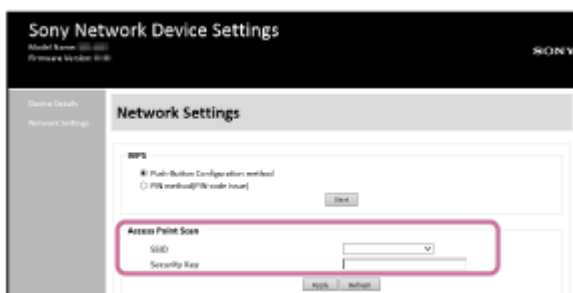 Sony Network Device Settings
Model Name
SONY
Firmware Version
Device Details
Network Settings
Network Settings
WPS
Push-Button Configuration method
PIN method(PIN code issue)
Start
Access Point Scan
SSID
Security Key
Apply Refresh